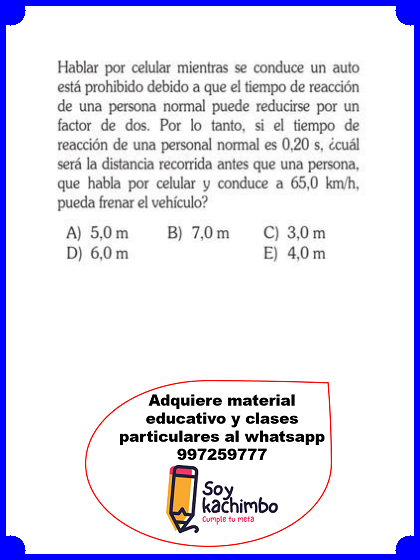 Hablar por celular mientras se conduce un auto
está prohibido debido a que el tiempo de reacción
de una persona normal puede reducirse por un
factor de dos. Por lo tanto, si el tiempo de
reacción de una personal normal es 0,20 s, ¿cuál
será la distancia recorrida antes que una persona,
que habla por celular y conduce a 65,0 km/h,
pueda frenar el vehículo?
A) 5,0 m B) 7,0 m C) 3,0 m
D) 6,0 m E) 4,0 m
Adquiere material
educativo y clases
particulares al whatsapp
997259777
Soy
kachimbo
Cumple tu meta